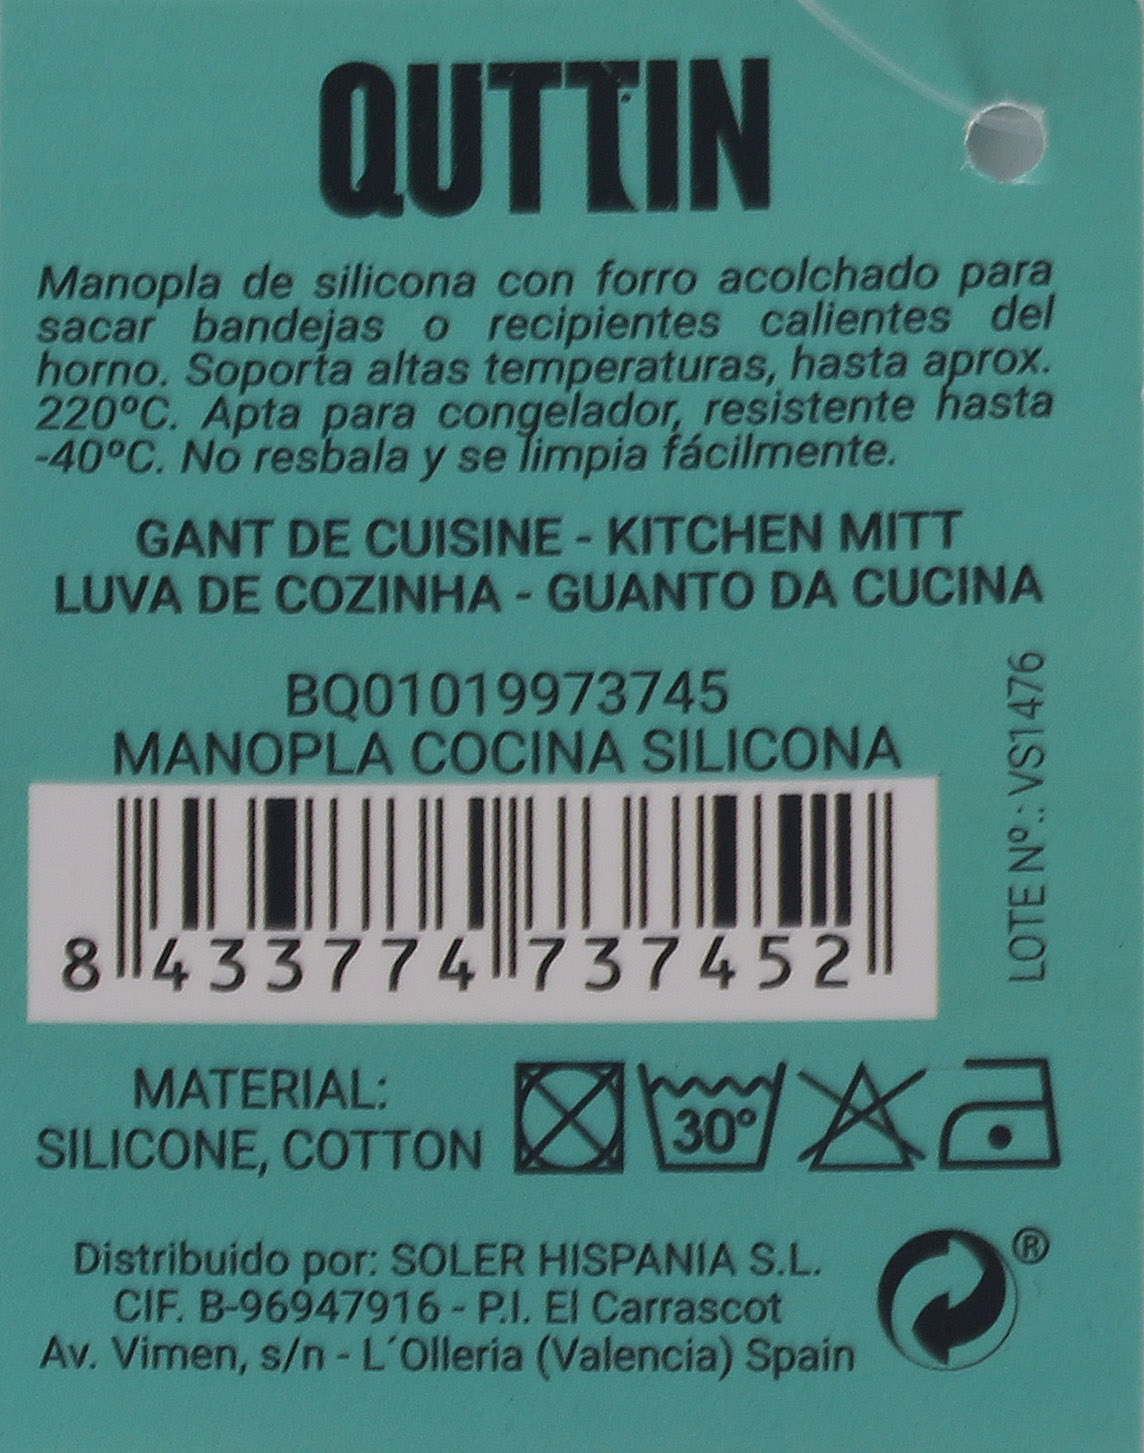 QUTTIN
Manopla de silicona con forro acolchado para
sacar bandejas o recipientes calientes del
horno. Soporta altas temperaturas, hasta aprox.
220ºC. Apta para congelador, resistente hasta
-40ºC. No resbala y se limpia fácilmente.
GANT DE CUISINE - KITCHEN MITT
LUVA DE COZINHA - GUANTO DA CUCINA
BQ01019973745
MANOPLA COCINA SILICONA
8 433774 737452
LOTE Nº.: VS1476
MATERIAL:
SILICONE, COTTON
30º
Distribuido por: SOLER HISPANIA S.L.
CIF. B-96947916 - P.I. El Carrascot
Av. Vimen, s/n - L´Olleria (Valencia) Spain
®